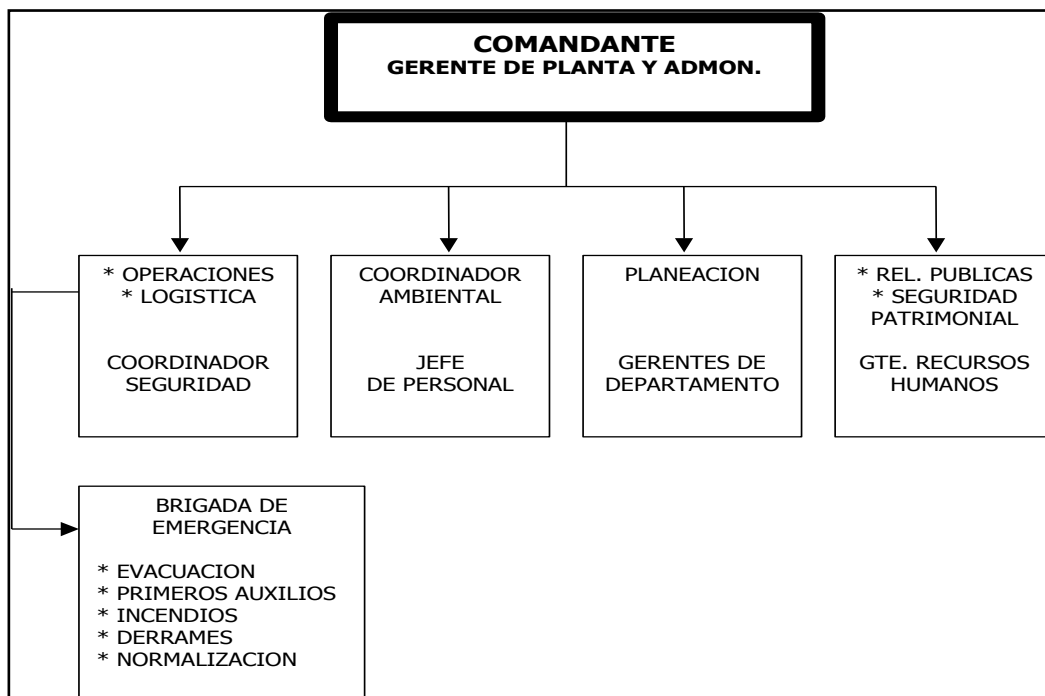 COMANDANTE
GERENTE DE PLANTA Y ADMON.
* OPERACIONES
* LOGISTICA
COORDINADOR
SEGURIDAD
COORDINADOR
AMBIENTAL
JEFE
DE PERSONAL
PLANEACION
GERENTES DE
DEPARTAMENTO
* REL. PUBLICAS
* SEGURIDAD
PATRIMONIAL
GTE. RECURSOS
HUMANOS
BRIGADA DE
EMERGENCIA
* EVACUACION
* PRIMEROS AUXILIOS
* INCENDIOS
* DERRAMES
* NORMALIZACION